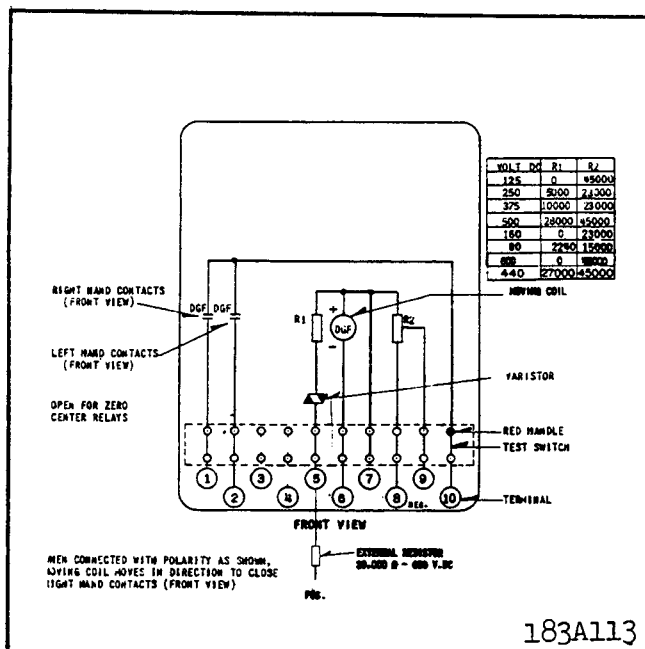 VOLT DC R1 R2
125 0 45000
250 5000 23000
375 10000 23000
500 28000 45000
160 0 23000
80 2290 15000
0
440 27000 45000
RIGHT HAND CONTACTS
(FRONT VIEW)
DGF DGF
LEFT HAND CONTACTS
(FRONT VIEW)
OPEN FOR ZERO
CENTER RELAYS
R1
+
DGF
-
R2
MOVING COIL
VARISTOR
RED HANDLE
TEST SWITCH
1 3 5 7 9
2 4 6 8 NEG. 10
TERMINAL
FRONT VIEW
WHEN CONNECTED WITH POLARITY AS SHOWN,
MOVING COIL MOVES IN DIRECTION TO CLOSE
RIGHT HAND CONTACTS (FRONT VIEW)
EXTERNAL RESISTOR
V.DC
POS.
183A113